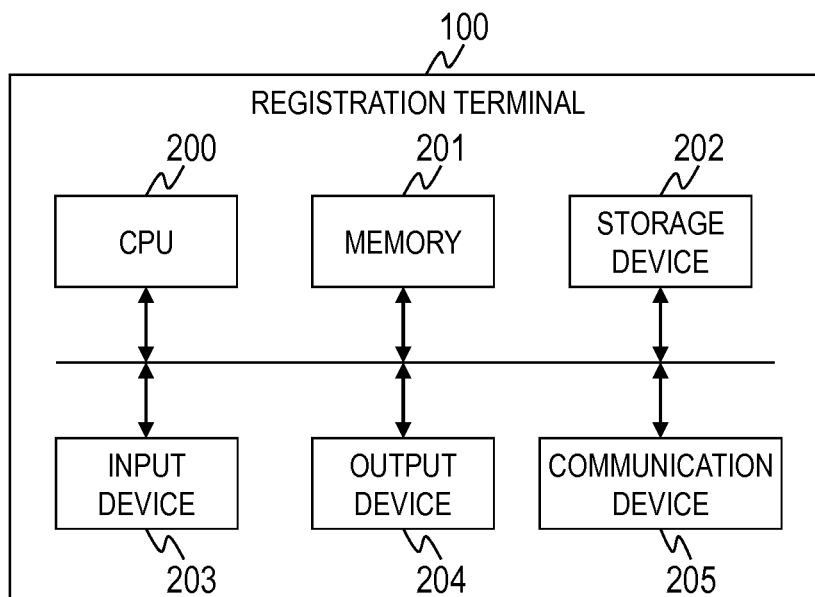 100
REGISTRATION TERMINAL
200
201
202
CPU
MEMORY
STORAGE
DEVICE
INPUT
DEVICE
OUTPUT
DEVICE
COMMUNICATION
DEVICE
203
204
205